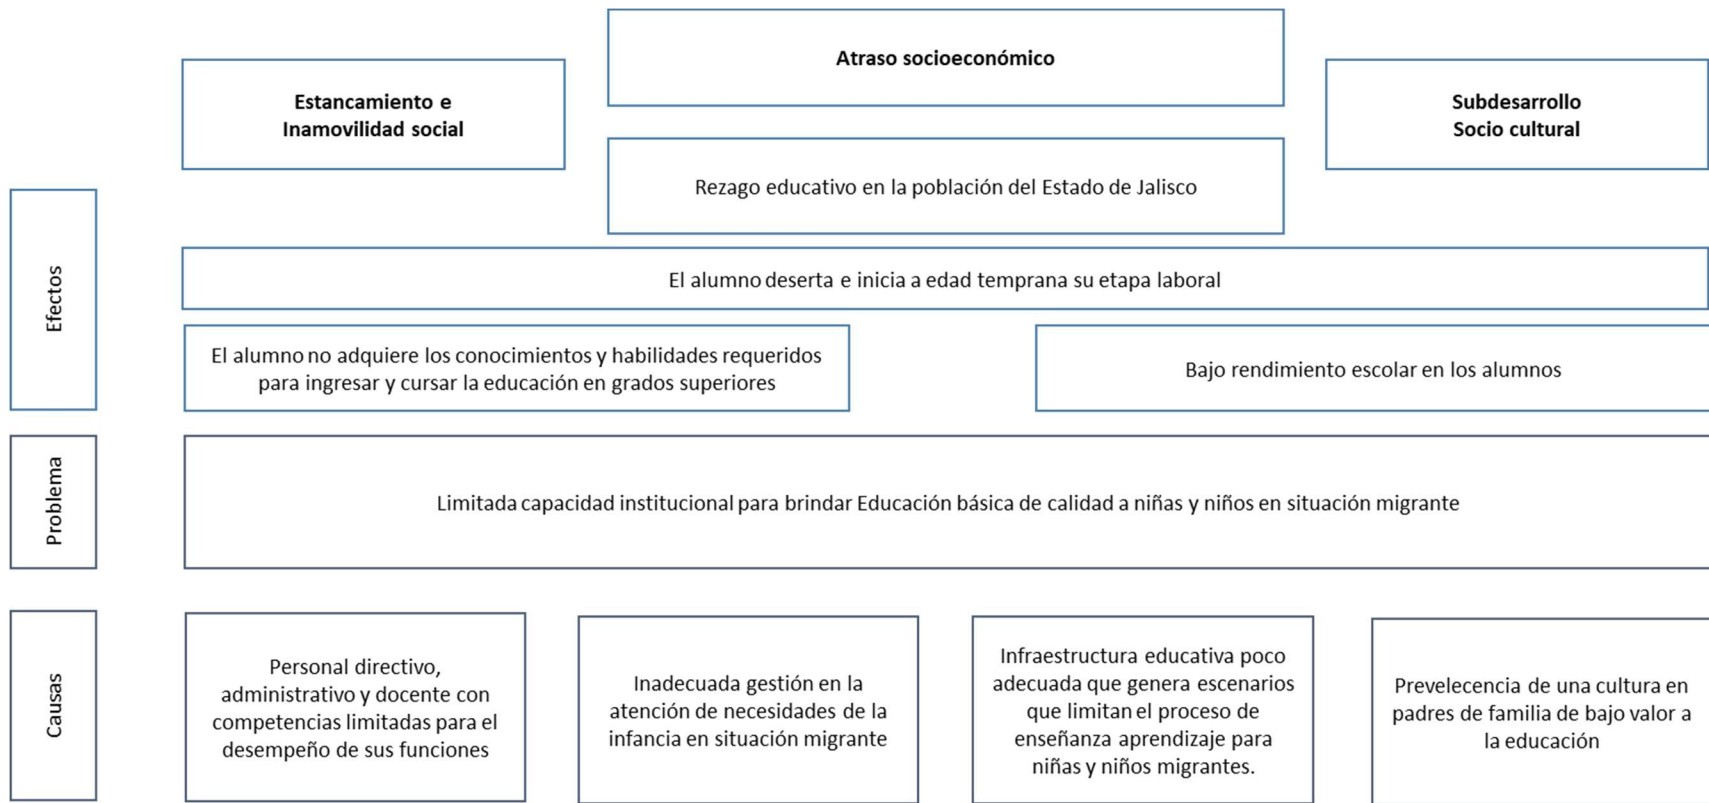 Atraso socioeconómico
Estancamiento e
Inamovilidad social
Subdesarrollo
Socio cultural
Rezago educativo en la población del Estado de Jalisco
Efectos
El alumno deserta e inicia a edad temprana su etapa laboral
El alumno no adquiere los conocimientos y habilidades requeridos
para ingresar y cursar la educación en grados superiores
Bajo rendimiento escolar en los alumnos
Problema
Limitada capacidad institucional para brindar Educación básica de calidad a niñas y niños en situación migrante
Causas
Personal directivo,
administrativo y docente con
competencias limitadas para el
desempeño de sus funciones
Inadecuada gestión en la
atención de necesidades de la
infancia en situación migrante
Infraestructura educativa poco
adecuada que genera escenarios
que limitan el proceso de
enseñanza aprendizaje para
niñas y niños migrantes.
Prevelecencia de una cultura en
padres de familia de bajo valor a
la educación